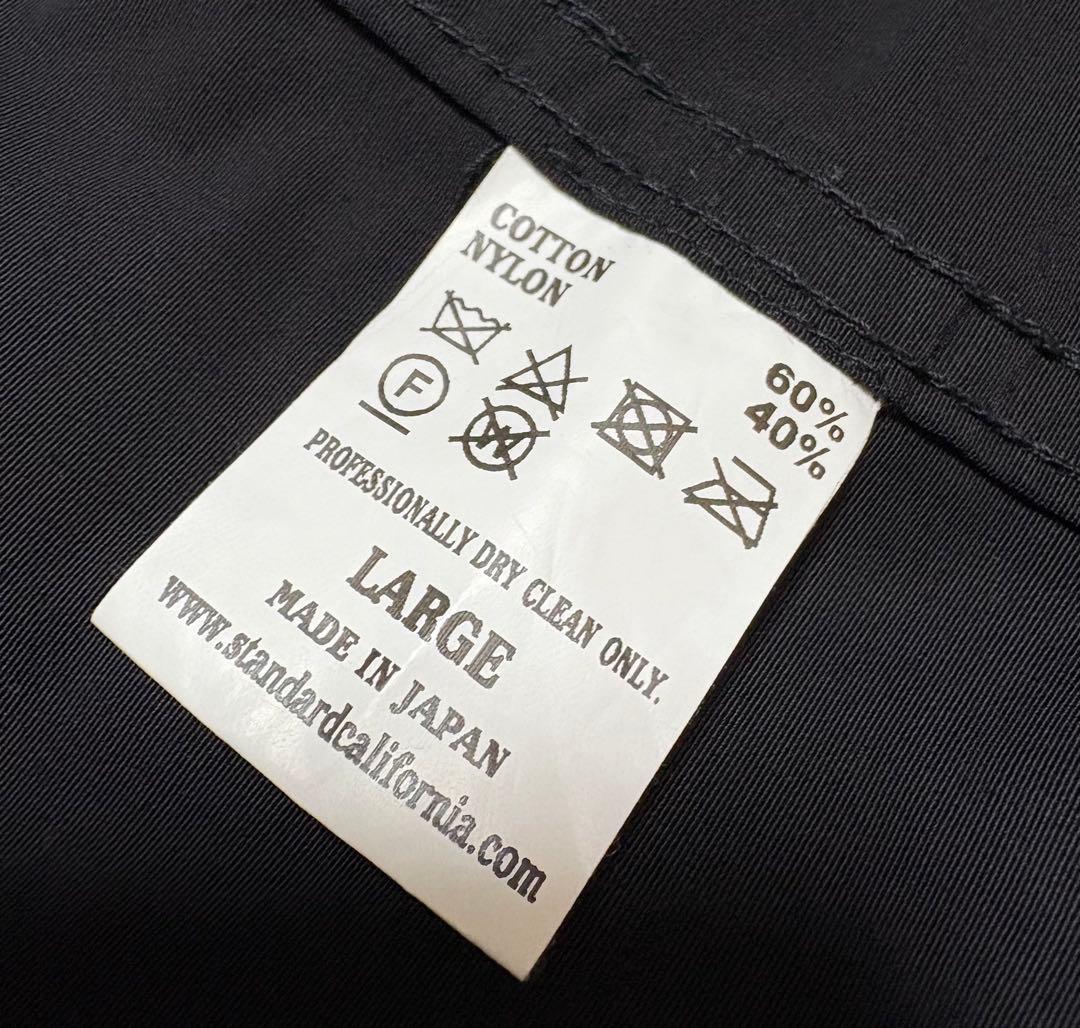 COTTON 60%
NYLON 40%
F W
PROFESSIONALLY DRY CLEAN ONLY.
LARGE
MADE IN JAPAN
www.standardcalifornia.com